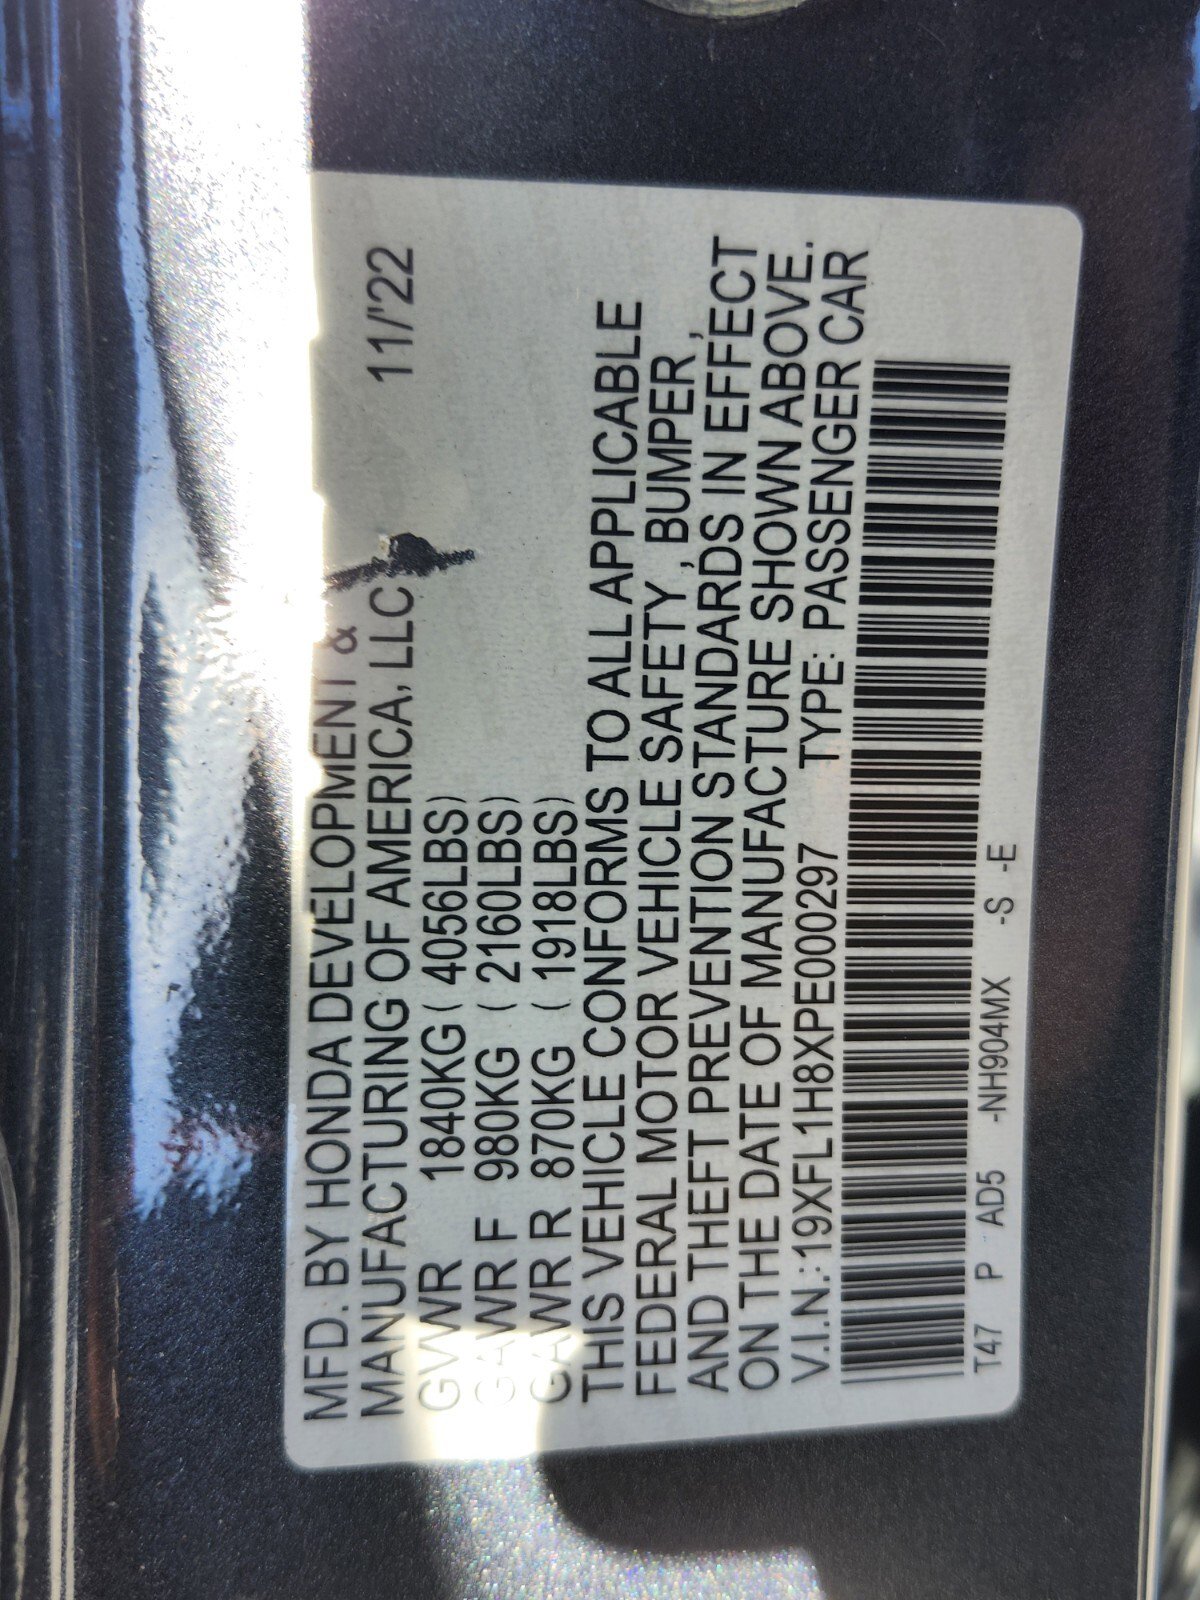 MFD. BY HONDA DEVELOPMENT &
MANUFACTURING OF AMERICA, LLC 11/'22
GVWR 1840KG ( 4056LBS)
GAWR F 980KG ( 2160LBS)
GAWR R 870KG ( 1918LBS)
THIS VEHICLE CONFORMS TO ALL APPLICABLE
FEDERAL MOTOR VEHICLE SAFETY , BUMPER ,
AND THEFT PREVENTION STANDARDS IN EFFECT
ON THE DATE OF MANUFACTURE SHOWN ABOVE.
V.I.N.:19XFL1H8XPE000297 TYPE: PASSENGER CAR
T47 P AD5 -NH904MX -S -E